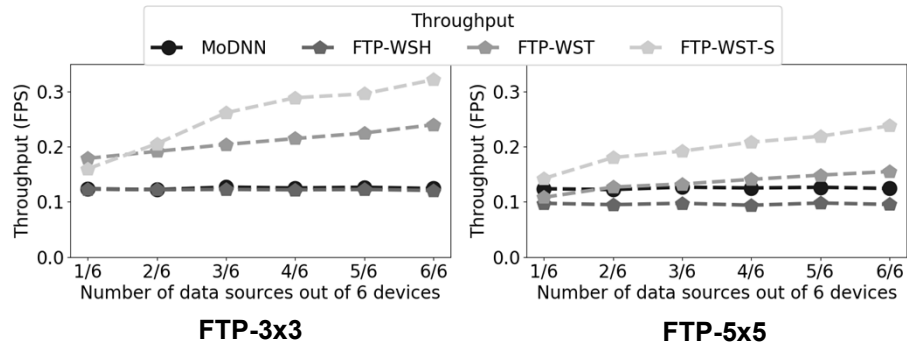 Throughput
MoDNN FTP-WSH FTP-WST FTP-WST-S
Throughput (FPS)
0.3
0.2
0.1
0.0
1/6 2/6 3/6 4/6 5/6 6/6
Number of data sources out of 6 devices
FTP-3x3
Throughput (FPS)
0.3
0.2
0.1
0.0
1/6 2/6 3/6 4/6 5/6 6/6
Number of data sources out of 6 devices
FTP-5x5